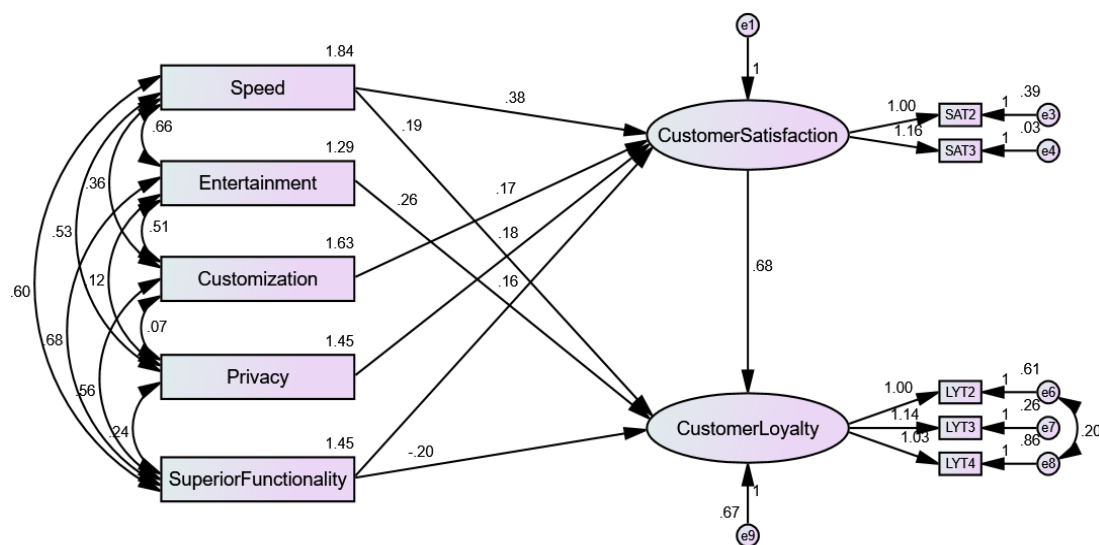 e1
1.84
Speed
1
.38
.39
1.00
1
SAT2
e3
CustomerSatisfaction
.19
.66
1.16
.03
1
SAT3
e4
1.29
Entertainment
.36
.17
.26
.51
.53
.18
1.63
Customization
.16
.12
.68
.60
.07
1.45
.68
Privacy
.56
.61
1.00
1
LYT2
e6
.24
1.14
.26
1
CustomerLoyalty
LYT3
e7
.20
1.45
-.20
1.03
.86
1
LYT4
e8
SuperiorFunctionality
1
.67
e9